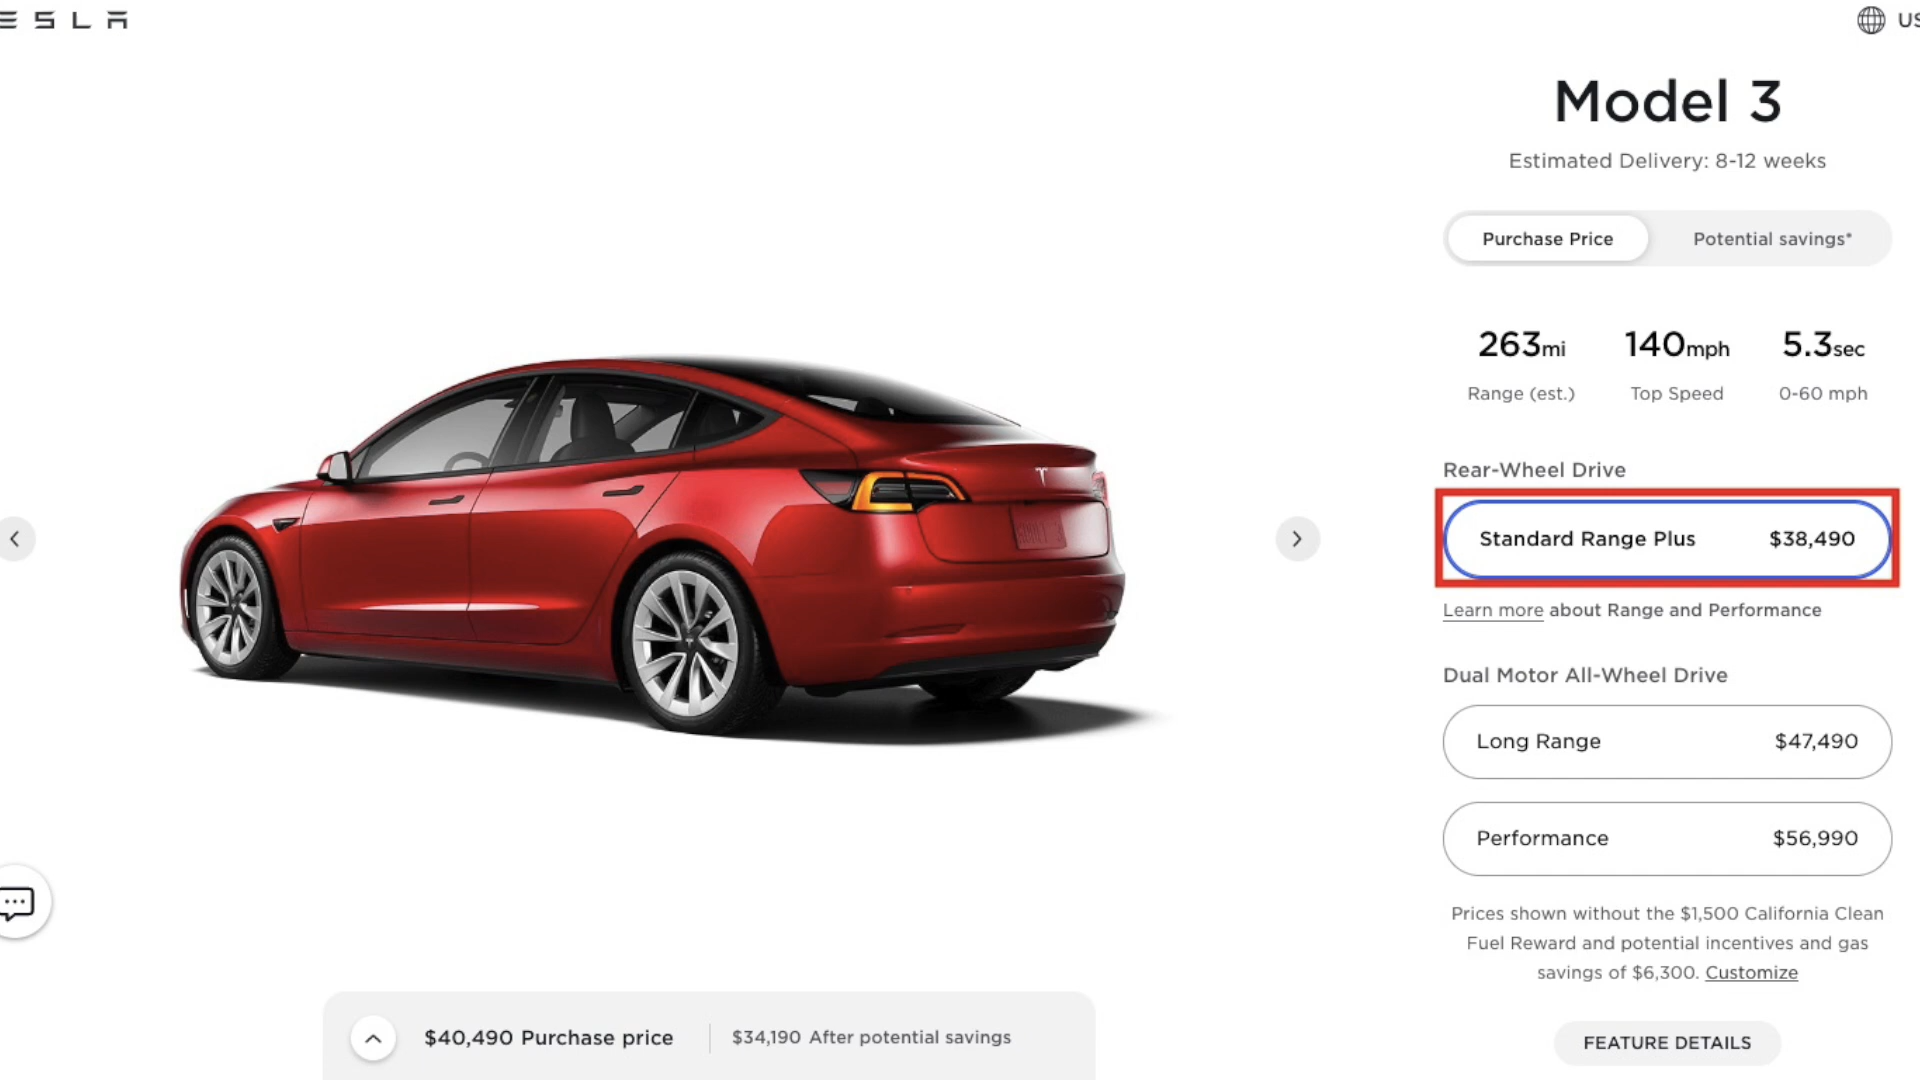 ESLA
US
Model 3
Estimated Delivery: 8-12 weeks
Purchase Price Potential savings*
263mi 140mph 5.3sec
Range (est.) Top Speed 0-60 mph
Rear-Wheel Drive
Standard Range Plus $38,490
Learn more about Range and Performance
Dual Motor All-Wheel Drive
Long Range $47,490
Performance $56,990
Prices shown without the $1,500 California Clean
Fuel Reward and potential incentives and gas
savings of $6,300. Customize
$40,490 Purchase price $34,190 After potential savings
FEATURE DETAILS